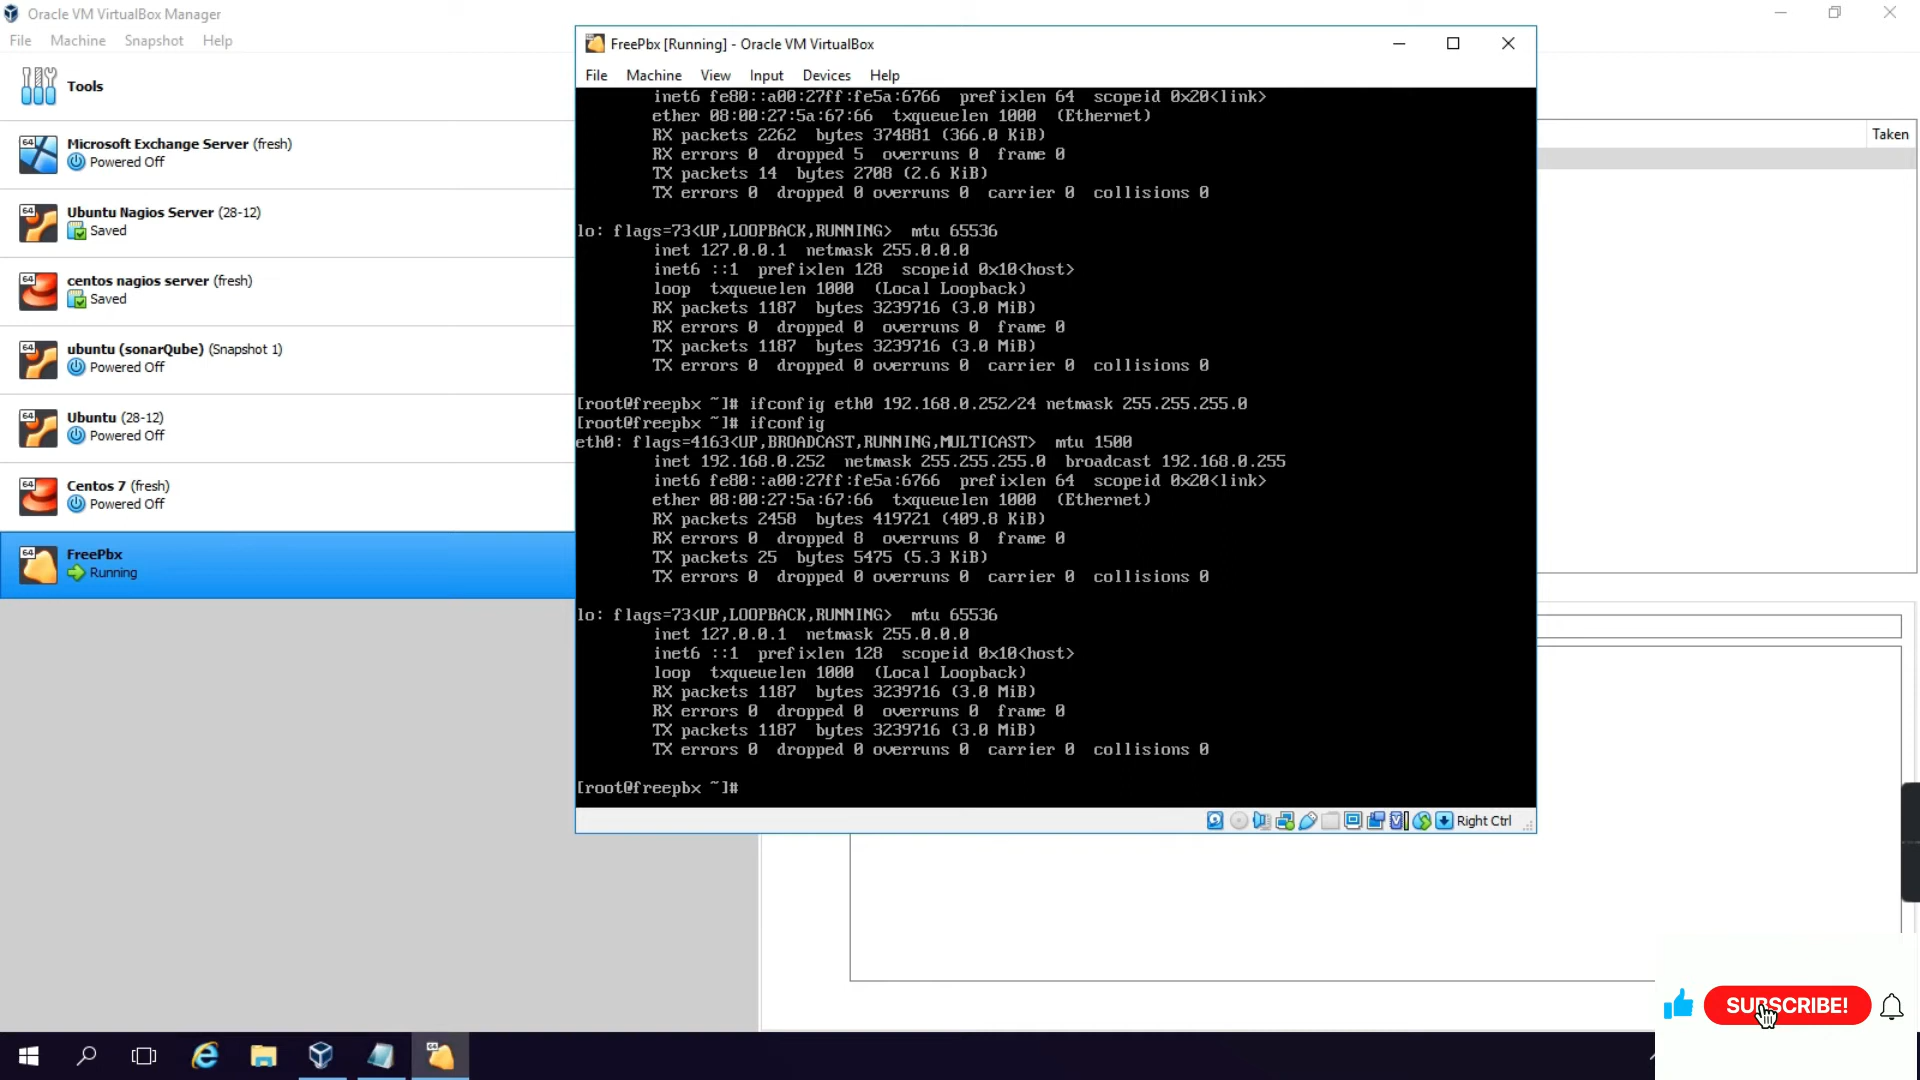 Oracle VM VirtualBox Manager
File Machine Snapshot Help
Tools
64 Microsoft Exchange Server (fresh)
Powered Off
64 Ubuntu Nagios Server (28-12)
Saved
64 centos nagios server (fresh)
Saved
64 ubuntu (sonarQube) (Snapshot 1)
Powered Off
64 Ubuntu (28-12)
Powered Off
64 Centos 7 (fresh)
Powered Off
64 FreePbx
Running
Taken
FreePbx [Running] - Oracle VM VirtualBox
File Machine View Input Devices Help
inet6 fe80::a00:27ff:fe5a:6766 prefixlen 64 scopeid 0x20<link>
ether 08:00:27:5a:67:66 txqueuelen 1000 (Ethernet)
RX packets 2262 bytes 374881 (366.0 KiB)
RX errors 0 dropped 5 overruns 0 frame 0
TX packets 14 bytes 2708 (2.6 KiB)
TX errors 0 dropped 0 overruns 0 carrier 0 collisions 0
lo: flags=73<UP,LOOPBACK,RUNNING> mtu 65536
inet 127.0.0.1 netmask 255.0.0.0
inet6 ::1 prefixlen 128 scopeid 0x10<host>
loop txqueuelen 1000 (Local Loopback)
RX packets 1187 bytes 3239716 (3.0 MiB)
RX errors 0 dropped 0 overruns 0 frame 0
TX packets 1187 bytes 3239716 (3.0 MiB)
TX errors 0 dropped 0 overruns 0 carrier 0 collisions 0
[root@freepbx ~]# ifconfig eth0 192.168.0.252/24 netmask 255.255.255.0
[root@freepbx ~]# ifconfig
eth0: flags=4163<UP,BROADCAST,RUNNING,MULTICAST> mtu 1500
inet 192.168.0.252 netmask 255.255.255.0 broadcast 192.168.0.255
inet6 fe80::a00:27ff:fe5a:6766 prefixlen 64 scopeid 0x20<link>
ether 08:00:27:5a:67:66 txqueuelen 1000 (Ethernet)
RX packets 2458 bytes 419721 (409.8 KiB)
RX errors 0 dropped 8 overruns 0 frame 0
TX packets 25 bytes 5475 (5.3 KiB)
TX errors 0 dropped 0 overruns 0 carrier 0 collisions 0
lo: flags=73<UP,LOOPBACK,RUNNING> mtu 65536
inet 127.0.0.1 netmask 255.0.0.0
inet6 ::1 prefixlen 128 scopeid 0x10<host>
loop txqueuelen 1000 (Local Loopback)
RX packets 1187 bytes 3239716 (3.0 MiB)
RX errors 0 dropped 0 overruns 0 frame 0
TX packets 1187 bytes 3239716 (3.0 MiB)
TX errors 0 dropped 0 overruns 0 carrier 0 collisions 0
[root@freepbx ~]#
Right Ctrl
SUBSCRIBE!